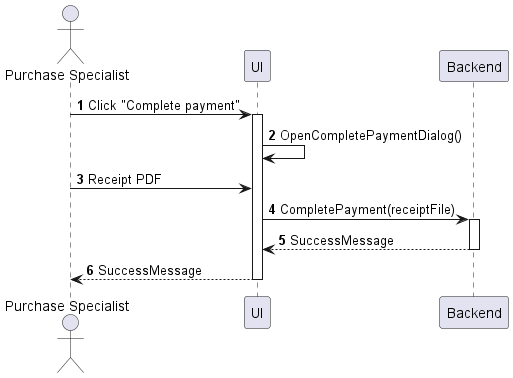 Purchase Specialist
UI
Backend
1 Click "Complete payment"
2 OpenCompletePaymentDialog()
3 Receipt PDF
4 CompletePayment(receiptFile)
5 SuccessMessage
6 SuccessMessage
Purchase Specialist
UI
Backend